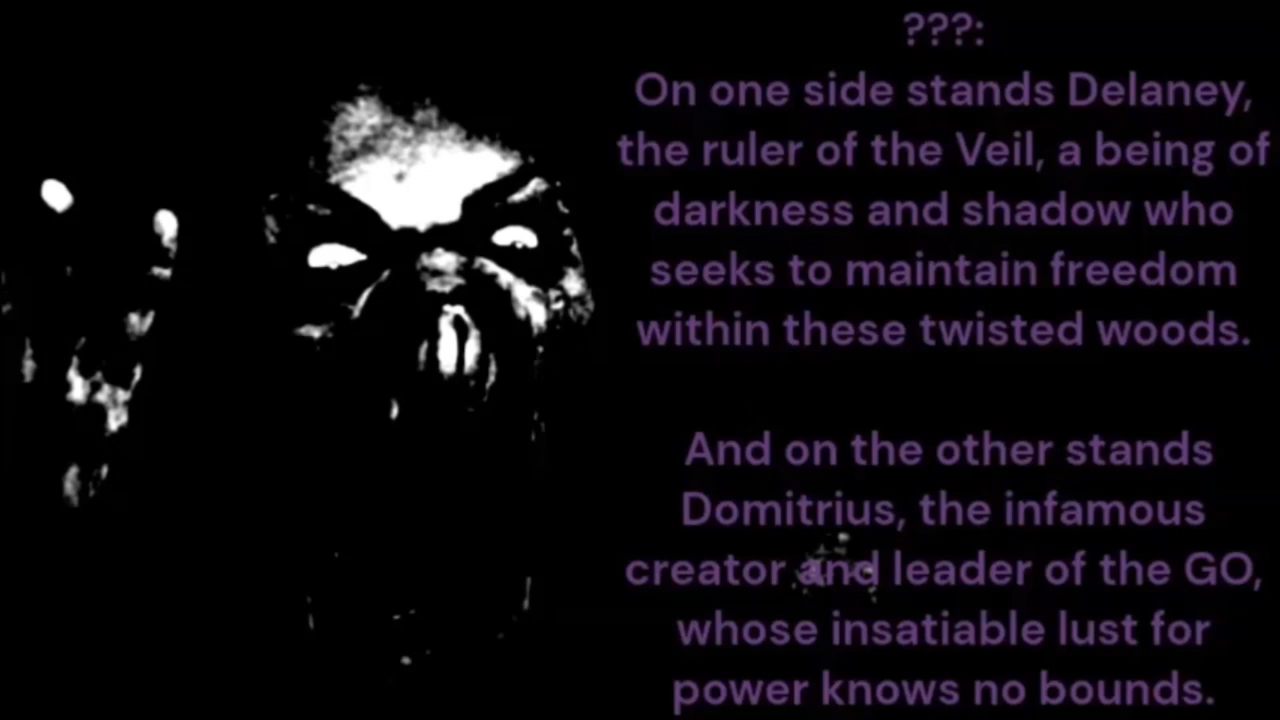 ???:
On one side stands Delaney,
the ruler of the Veil, a being of
darkness and shadow who
seeks to maintain freedom
within these twisted woods.
And on the other stands
Domitrius, the infamous
creator and leader of the GO,
whose insatiable lust for
power knows no bounds.